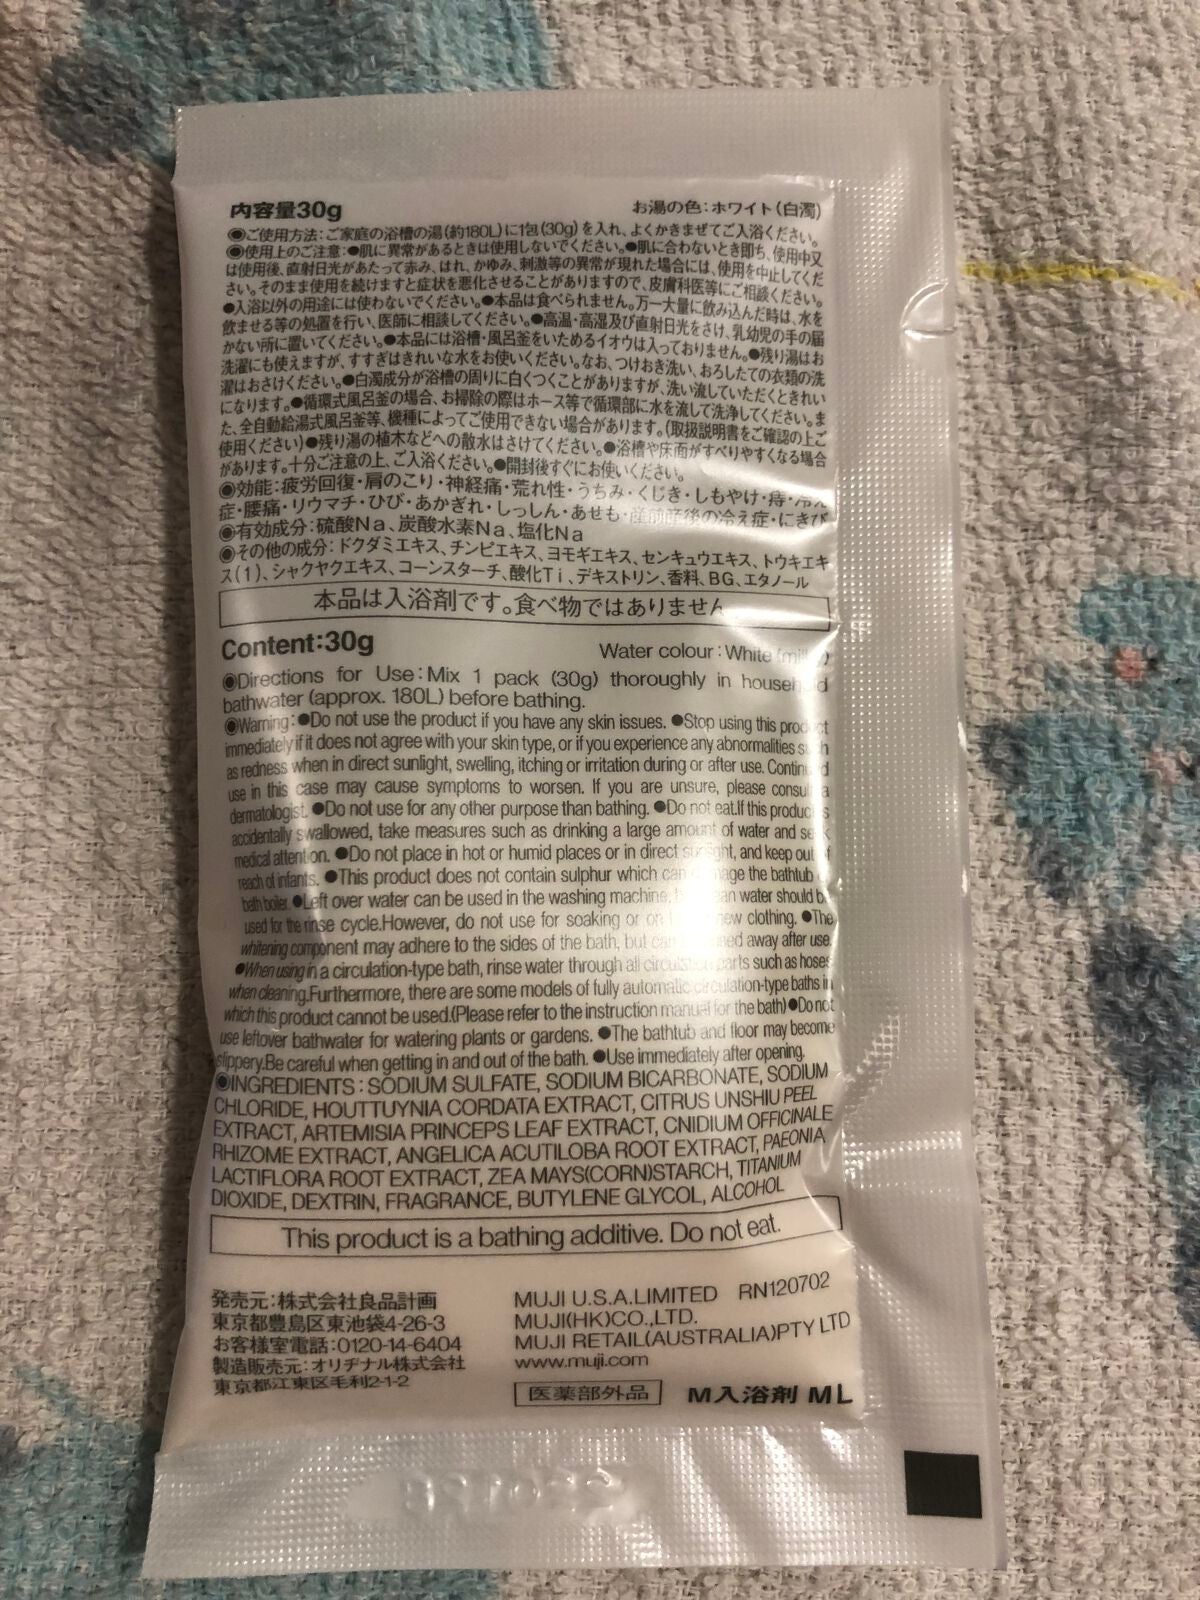 内容量30g お湯の色：ホワイト（白濁）
◉ご使用方法：ご家庭の浴槽の湯（約180L）に1包（30g）を入れ、よくかきまぜてご入浴ください。
◉使用上のご注意：●肌に異常があるときは使用しないでください。●肌に合わないとき即ち、使用中又
は使用後、直射日光があたって赤み、はれ、かゆみ、刺激等の異常が現れた場合には、使用を中止してくだ
さい。そのまま使用を続けますと症状を悪化させることがありますので、皮膚科医等にご相談ください。
●入浴以外の用途には使わないでください。●本品は食べられません。万一大量に飲み込んだ時は、水を
飲ませる等の処置を行い、医師に相談してください。●高温・高湿及び直射日光をさけ、乳幼児の手の届
かない所に置いてください。●本品には浴槽・風呂釜をいためるイオウは入っておりません。●残り湯はお
洗濯にも使えますが、すすぎはきれいな水をお使いください。なお、つけおき洗い、おろしたての衣類の洗
濯はおさけください。●白濁成分が浴槽の周りに白くつくことがありますが、洗い流していただくときれい
になります。●循環式風呂釜の場合、お掃除の際はホース等で循環部に水を流して洗浄してください。ま
た、全自動給湯式風呂釜等、機種によってご使用できない場合があります。（取扱説明書をご確認の上ご
使用ください）●残り湯の植木などへの散水はさけてください。●浴槽や床面がすべりやすくなる場合
があります。十分ご注意の上、ご入浴ください。●開封後すぐにお使いください。
◉効能：疲労回復・肩のこり・神経痛・荒れ性・うちみ・くじき・しもやけ・痔・冷え
症・腰痛・リウマチ・ひび・あかぎれ・しっしん・あせも・産前産後の冷え症・にきび
◉有効成分：硫酸Na、炭酸水素Na、塩化Na
◉その他の成分：ドクダミエキス、チンピエキス、ヨモギエキス、センキュウエキス、トウキエキ
ス（1）、シャクヤクエキス、コーンスターチ、酸化Ti、デキストリン、香料、BG、エタノール
本品は入浴剤です。食べ物ではありません
Content:30g Water colour : White (milky)
◉Directions for Use : Mix 1 pack (30g) thoroughly in household
bathwater (approx. 180L) before bathing.
◉Warning : ●Do not use the product if you have any skin issues. ●Stop using this product
immediately if it does not agree with your skin type, or if you experience any abnormalities such
as redness when in direct sunlight, swelling, itching or irritation during or after use. Continued
use in this case may cause symptoms to worsen. If you are unsure, please consult a
dermatologist. ●Do not use for any other purpose than bathing. ●Do not eat.If this product is
accidentally swallowed, take measures such as drinking a large amount of water and seek
medical attention. ●Do not place in hot or humid places or in direct sunlight, and keep out of
reach of infants. ●This product does not contain sulphur which can damage the bathtub
bath boiler. ●Left over water can be used in the washing machine, clean water should be
used for the rinse cycle.However, do not use for soaking or on new clothing. ●The
whitening component may adhere to the sides of the bath, but can away after use.
●When using in a circulation-type bath, rinse water through all parts such as hoses
when cleaning.Furthermore, there are some models of fully automatic circulation-type baths in
which this product cannot be used.(Please refer to the instruction manual for the bath)●Do not
use leftover bathwater for watering plants or gardens. ●The bathtub and floor may become
slippery.Be careful when getting in and out of the bath. ●Use immediately after opening.
◉INGREDIENTS : SODIUM SULFATE, SODIUM BICARBONATE, SODIUM
CHLORIDE, HOUTTUYNIA CORDATA EXTRACT, CITRUS UNSHIU PEEL
EXTRACT, ARTEMISIA PRINCEPS LEAF EXTRACT, CNIDIUM OFFICINALE
RHIZOME EXTRACT, ANGELICA ACUTILOBA ROOT EXTRACT, PAEONIA
LACTIFLORA ROOT EXTRACT, ZEA MAYS(CORN)STARCH, TITANIUM
DIOXIDE, DEXTRIN, FRAGRANCE, BUTYLENE GLYCOL, ALCOHOL
This product is a bathing additive. Do not eat.
発売元：株式会社良品計画
東京都豊島区東池袋4-26-3
お客様室電話：0120-14-6404
製造販売元：オリヂナル株式会社
東京都江東区毛利2-1-2
MUJI U.S.A.LIMITED RN120702
MUJI(HK)CO.,LTD.
MUJI RETAIL(AUSTRALIA)PTY LTD
www.muji.com
医薬部外品 M入浴剤 ML